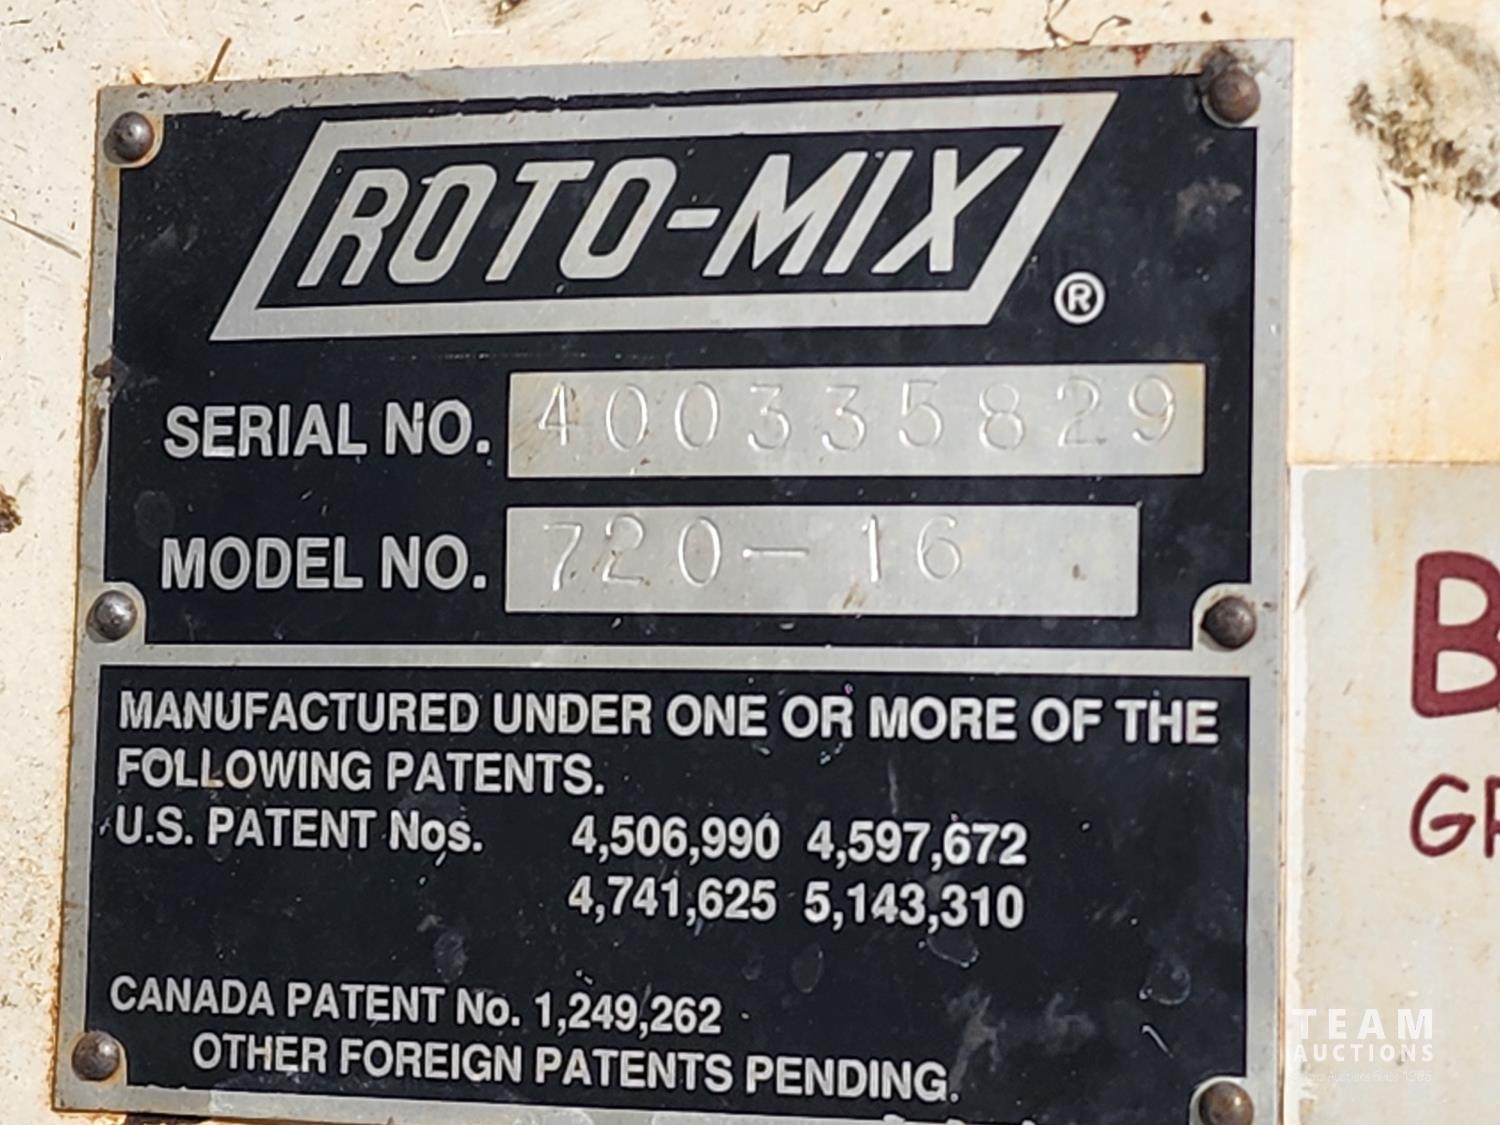 ROTO-MIX®
SERIAL NO. 400335829
MODEL NO. 720-16
MANUFACTURED UNDER ONE OR MORE OF THE
FOLLOWING PATENTS.
U.S. PATENT Nos. 4,506,990 4,597,672
4,741,625 5,143,310
CANADA PATENT No. 1,249,262
OTHER FOREIGN PATENTS PENDING.
B
GR
TEAM
AUCTIONS